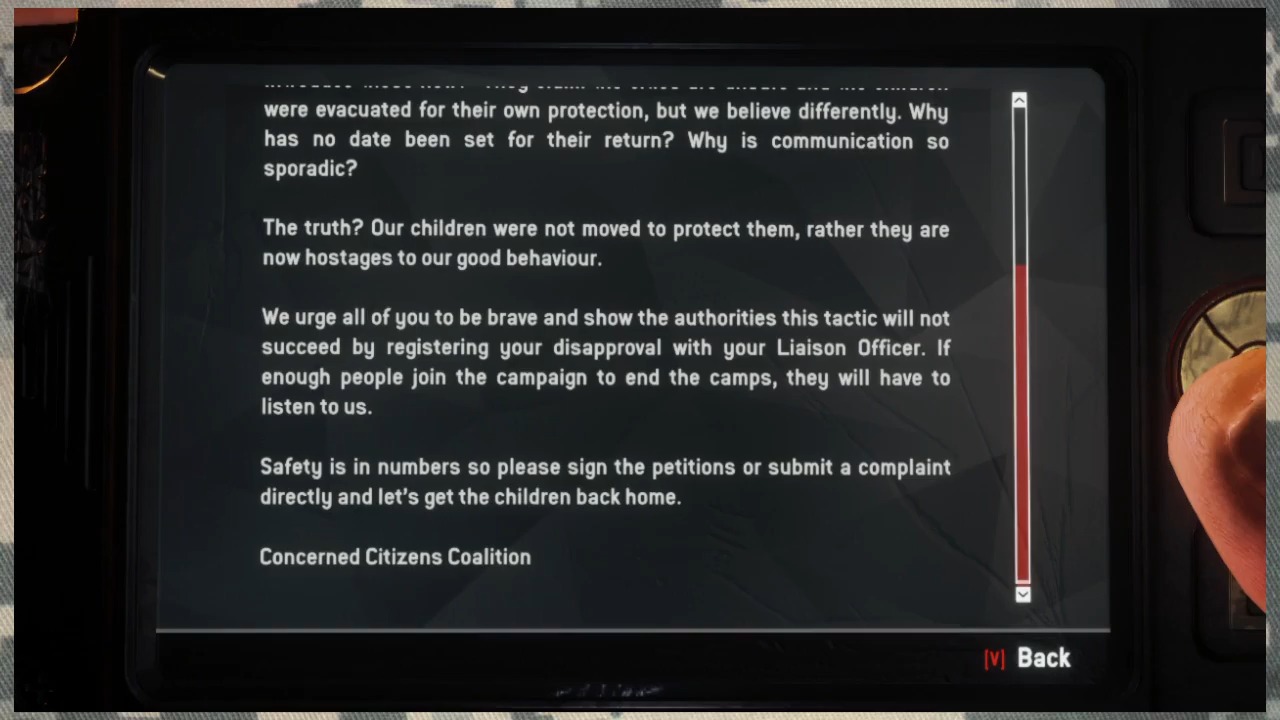 were evacuated for their own protection, but we believe differently. Why
has no date been set for their return? Why is communication so
sporadic?
The truth? Our children were not moved to protect them, rather they are
now hostages to our good behaviour.
We urge all of you to be brave and show the authorities this tactic will not
succeed by registering your disapproval with your Liaison Officer. If
enough people join the campaign to end the camps, they will have to
listen to us.
Safety is in numbers so please sign the petitions or submit a complaint
directly and let's get the children back home.
Concerned Citizens Coalition
[V] Back